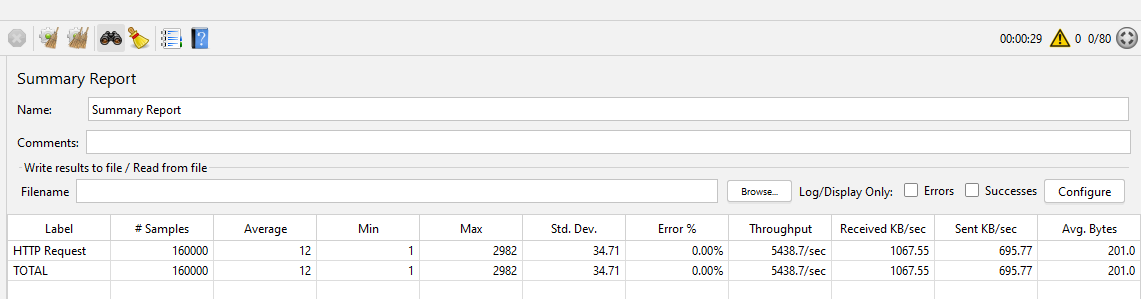 00:00:29 0 0/80
Summary Report
Name: Summary Report
Comments:
Write results to file / Read from file
Filename Browse... Log/Display Only: Errors Successes Configure
Label # Samples Average Min Max Std. Dev. Error % Throughput Received KB/sec Sent KB/sec Avg. Bytes
HTTP Request 160000 12 1 2982 34.71 0.00% 5438.7/sec 1067.55 695.77 201.0
TOTAL 160000 12 1 2982 34.71 0.00% 5438.7/sec 1067.55 695.77 201.0